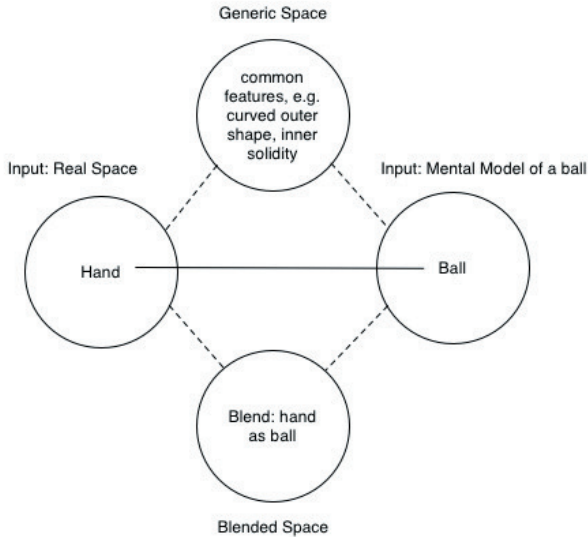 Generic Space
common
features, e.g.
curved outer
shape, inner
solidity
Input: Real Space
Input: Mental Model of a ball
Hand
Ball
Blend: hand
as ball
Blended Space